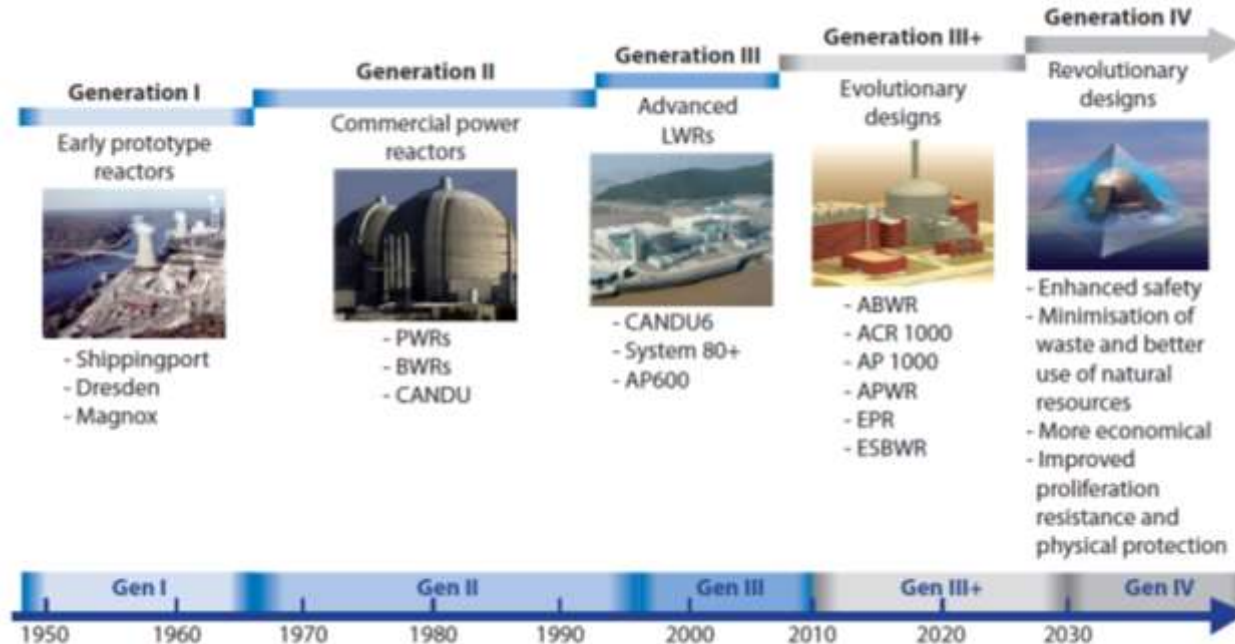 Generation I
Early prototype
reactors
- Shippingport
- Dresden
- Magnox
Generation II
Commercial power
reactors
- PWRs
- BWRs
- CANDU
Generation III
Advanced
LWRs
- CANDU6
- System 80+
- AP600
Generation III+
Evolutionary
designs
- ABWR
- ACR 1000
- AP 1000
- APWR
- EPR
- ESBWR
Generation IV
Revolutionary
designs
- Enhanced safety
- Minimisation of
waste and better
use of natural
resources
- More economical
- Improved
proliferation
resistance and
physical protection
Gen I Gen II Gen III Gen III+ Gen IV
1950 1960 1970 1980 1990 2000 2010 2020 2030